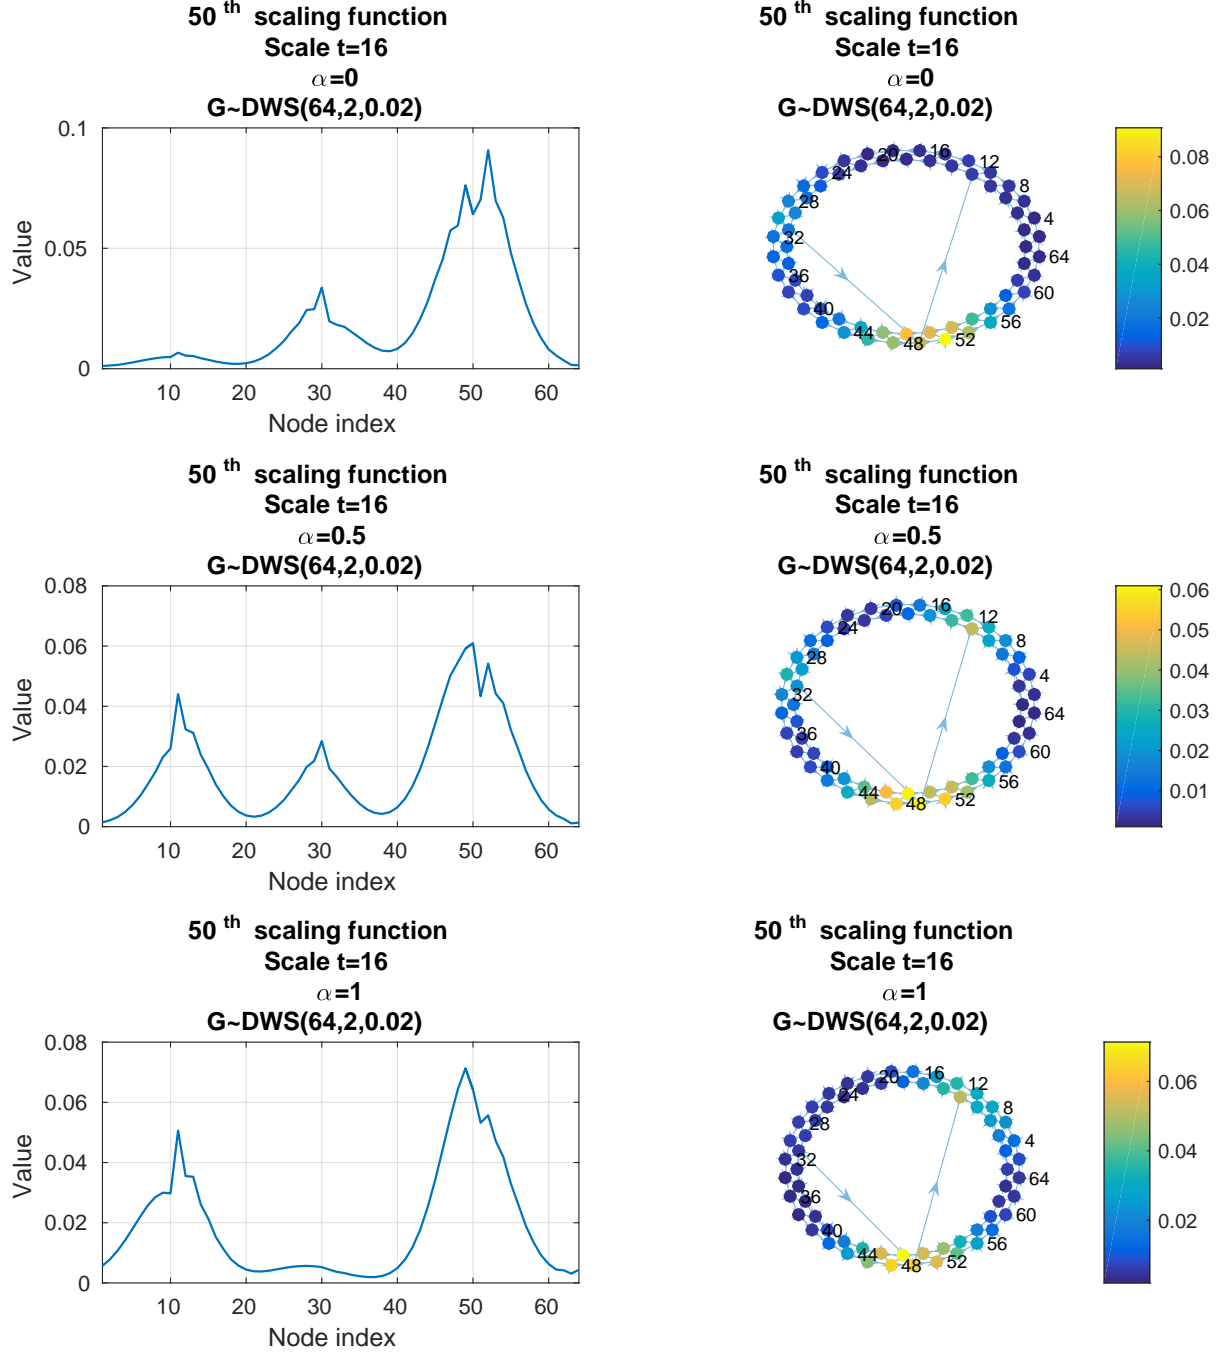 50 th scaling function
Scale t=16
α=0
G~DWS(64,2,0.02)
0.1
0.05
0
Value
10 20 30 40 50 60
Node index
50 th scaling function
Scale t=16
α=0
G~DWS(64,2,0.02)
20 16
24 12
28 8
32 4
36 64
40 60
44 48 52 56
0.08
0.06
0.04
0.02
50 th scaling function
Scale t=16
α=0.5
G~DWS(64,2,0.02)
0.08
0.06
0.04
0.02
0
Value
10 20 30 40 50 60
Node index
50 th scaling function
Scale t=16
α=0.5
G~DWS(64,2,0.02)
20 16
24 12
28 8
32 4
36 64
40 60
44 48 52 56
0.06
0.05
0.04
0.03
0.02
0.01
50 th scaling function
Scale t=16
α=1
G~DWS(64,2,0.02)
0.08
0.06
0.04
0.02
0
Value
10 20 30 40 50 60
Node index
50 th scaling function
Scale t=16
α=1
G~DWS(64,2,0.02)
20 16
24 12
28 8
32 4
36 64
40 60
44 48 52 56
0.06
0.04
0.02